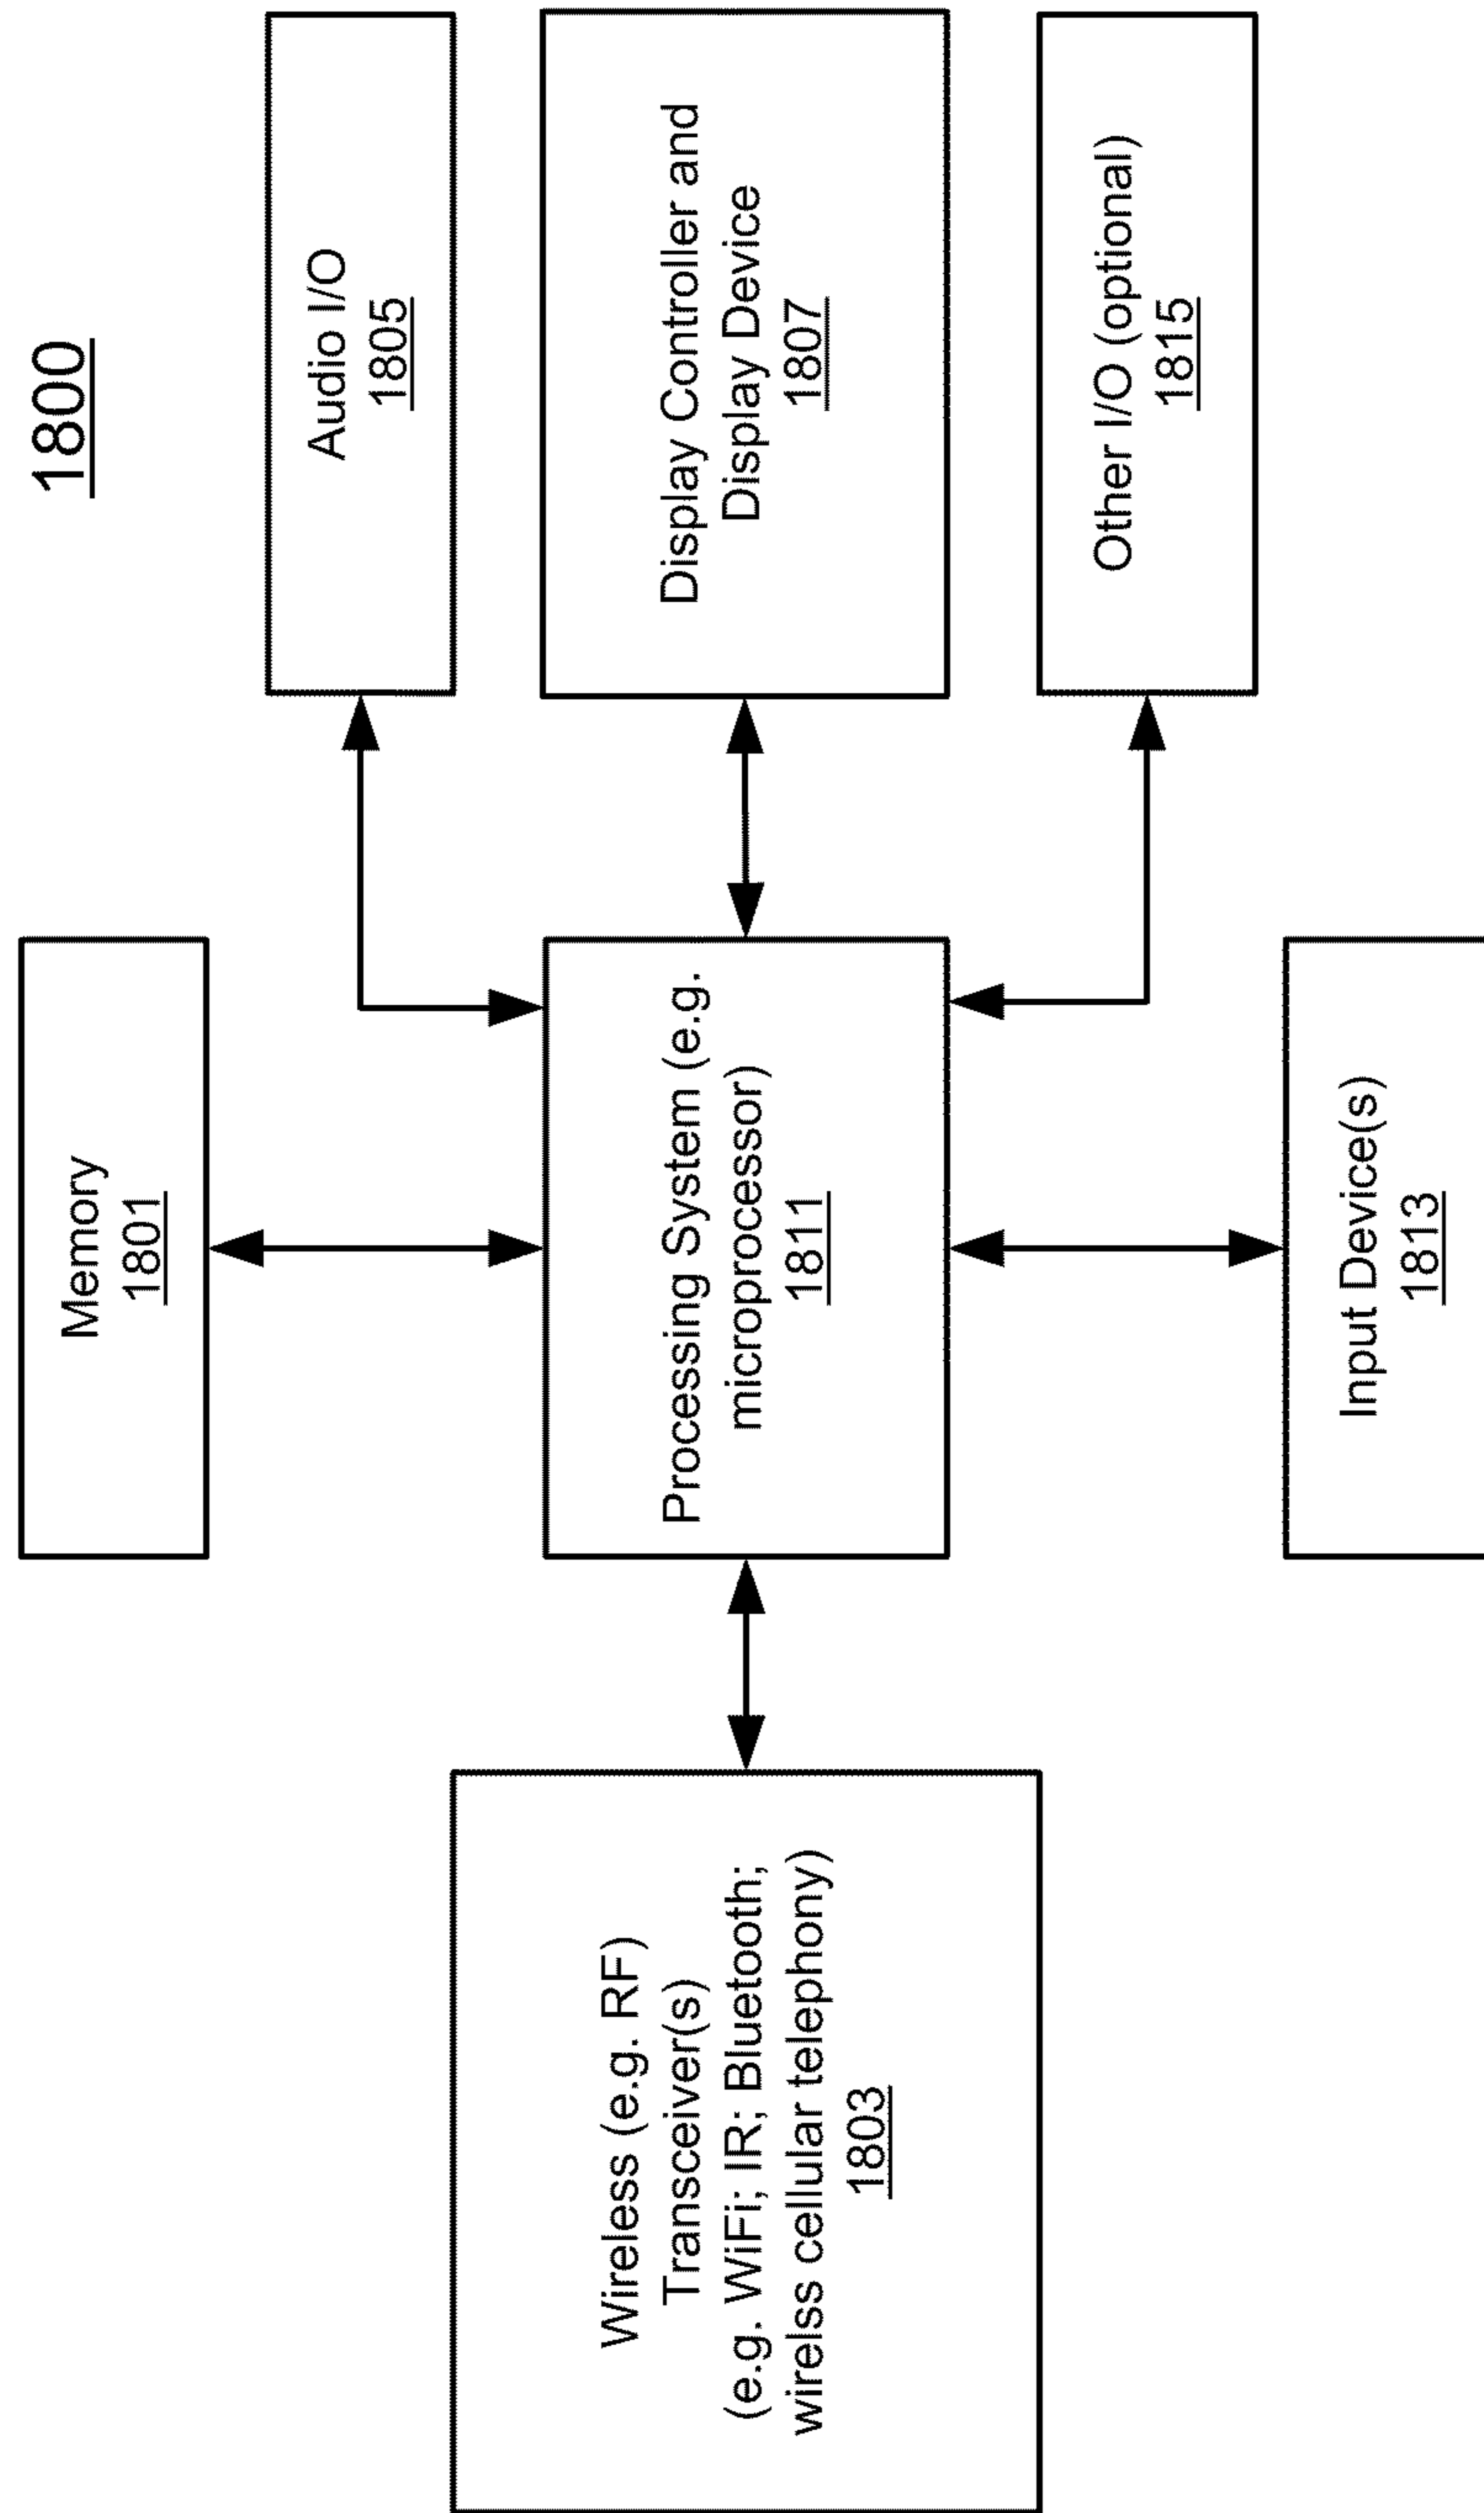 1800
Memory
1801
Audio I/O
1805
Wireless (e.g. RF)
Transceiver(s)
(e.g. WiFi; IR; Bluetooth;
wirelss cellular telephony)
1803
Processing System (e.g.
microprocessor)
1811
Display Controller and
Display Device
1807
Other I/O (optional)
1815
Input Device(s)
1813